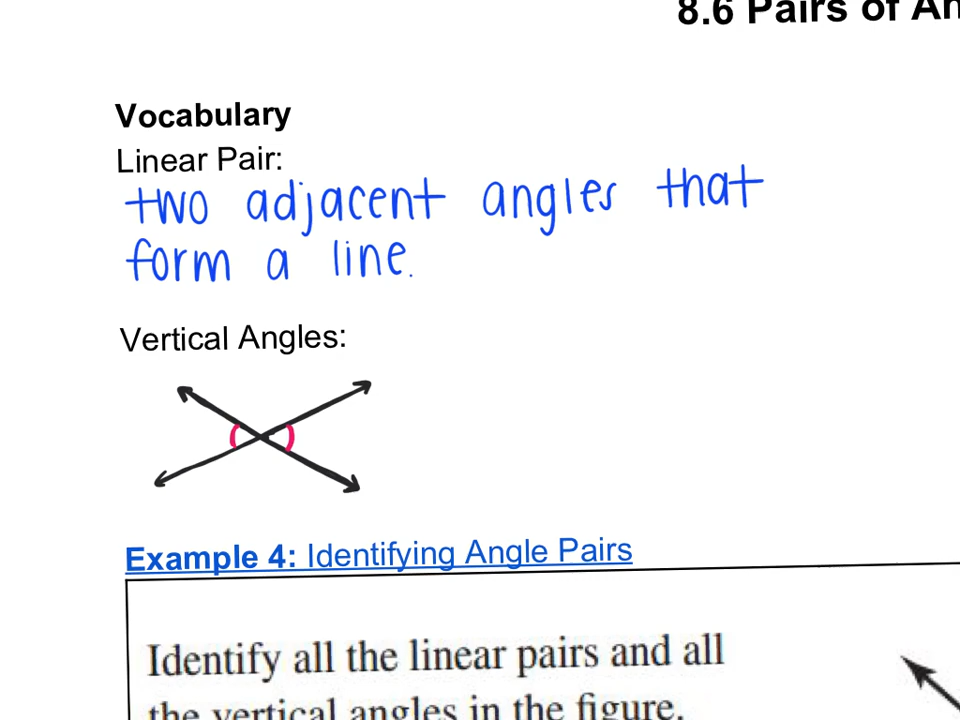 8.6 Pairs of An
Vocabulary
Linear Pair:
two adjacent angles that
form a line.
Vertical Angles:
Example 4: Identifying Angle Pairs
Identify all the linear pairs and all
the vertical angles in the figure.